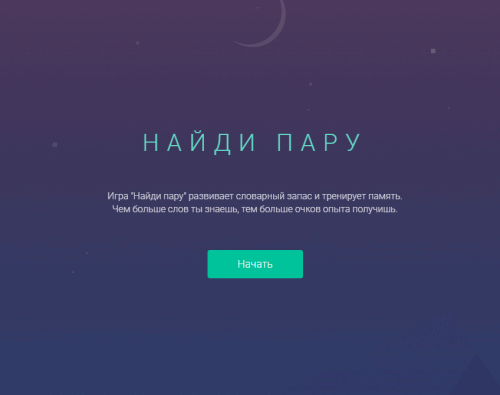 НАЙДИ ПАРУ
Игра "Найди пару" развивает словарный запас и тренирует память.
Чем больше слов ты знаешь, тем больше очков опыта получишь.
Начать